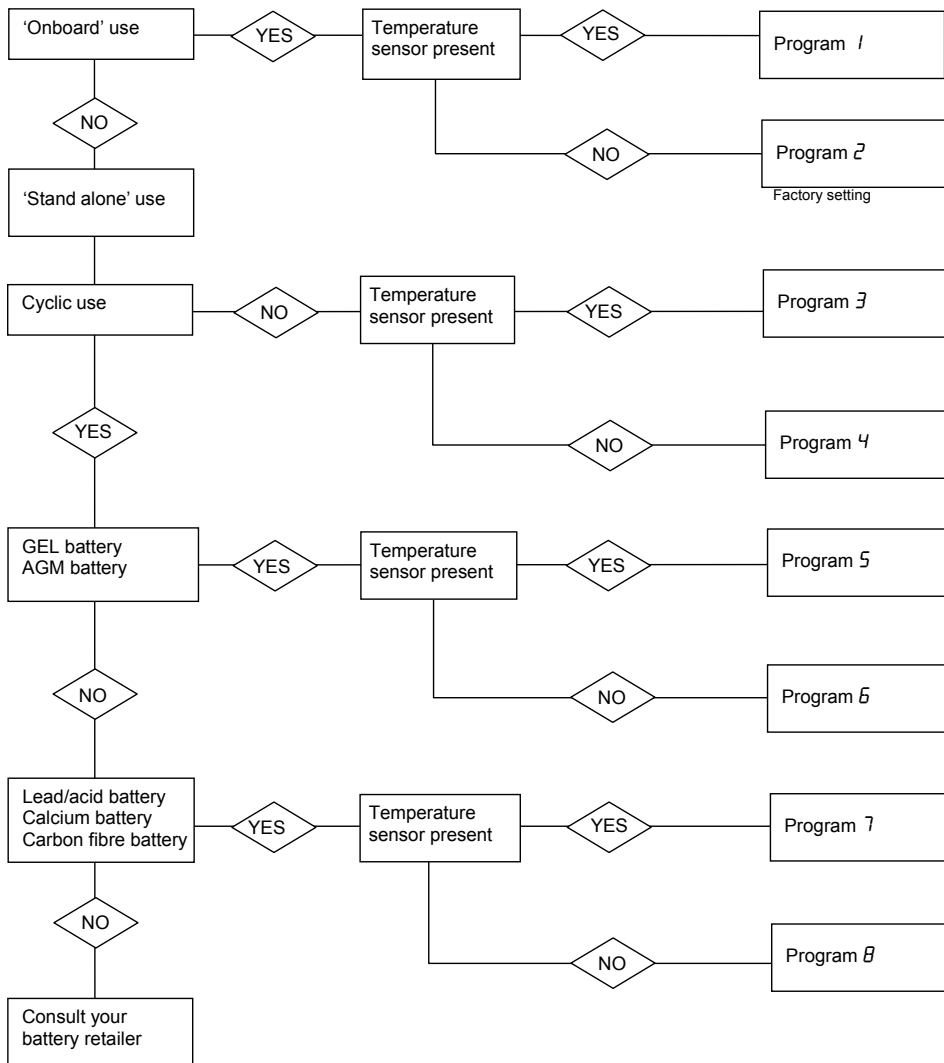 ‘Onboard’ use
YES
Temperature
sensor present
YES
Program 1
NO
NO
Program 2
Factory setting
‘Stand alone’ use
Cyclic use
NO
Temperature
sensor present
YES
Program 3
YES
NO
Program 4
GEL battery
AGM battery
YES
Temperature
sensor present
YES
Program 5
NO
NO
Program 6
Lead/acid battery
Calcium battery
Carbon fibre battery
YES
Temperature
sensor present
YES
Program 7
NO
NO
Program 8
Consult your
battery retailer